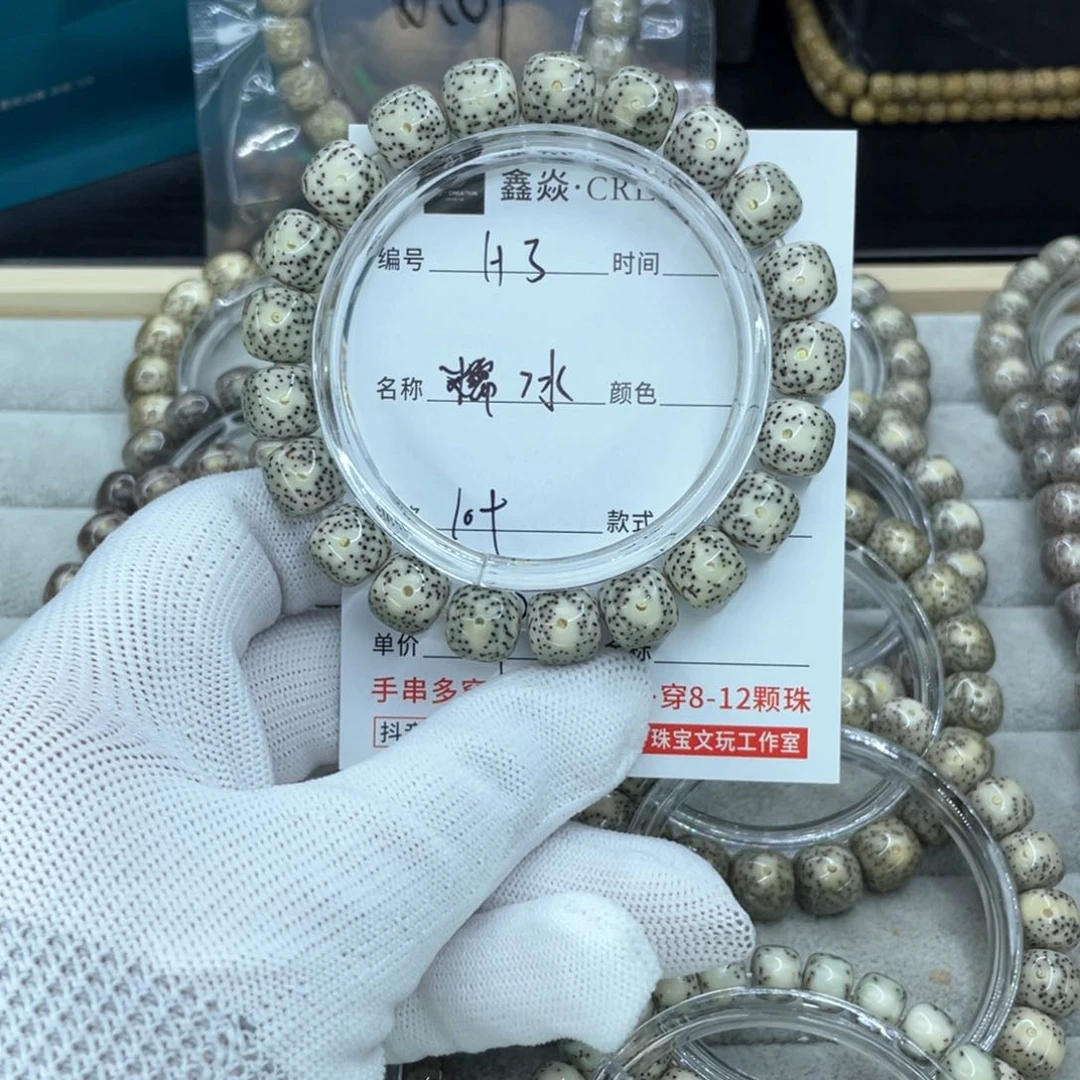 鑫焱·CRE
编号 H3 时间
名称 糯冰 颜色
款式
单价
手串多 ·穿8-12颗珠
抖 珠宝文玩工作室